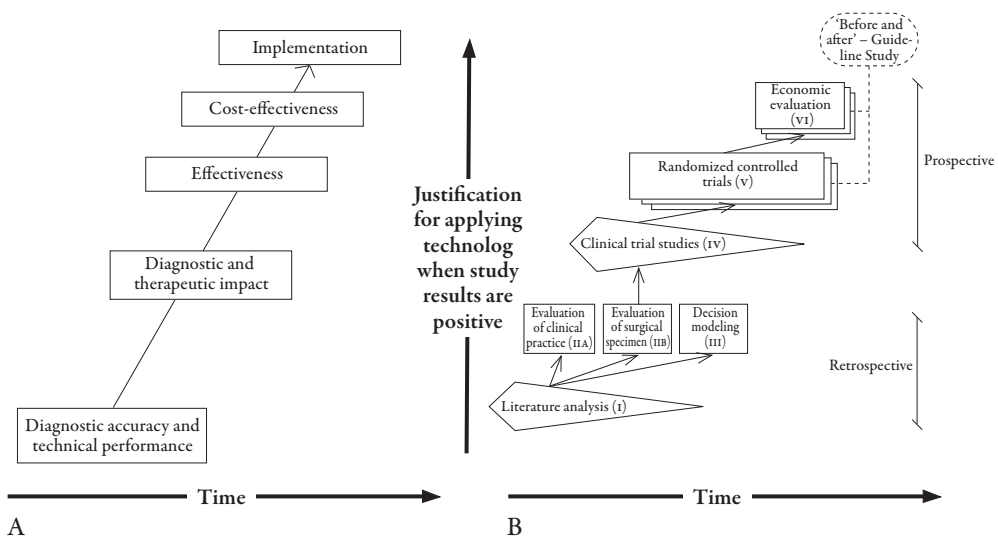 Implementation
Cost-effectiveness
Effectiveness
Diagnostic and
therapeutic impact
Diagnostic accuracy and
technical performance
Time
A
Justification
for applying
technolog
when study
results are
positive
'Before and
after' – Guide-
line Study
Economic
evaluation
(VI)
Randomized controlled
trials (V)
Clinical trial studies (IV)
Evaluation
of clinical
practice (IIA)
Evaluation
of surgical
specimen (IIB)
Decision
modeling
(III)
Literature analysis (I)
Prospective
Retrospective
Time
B